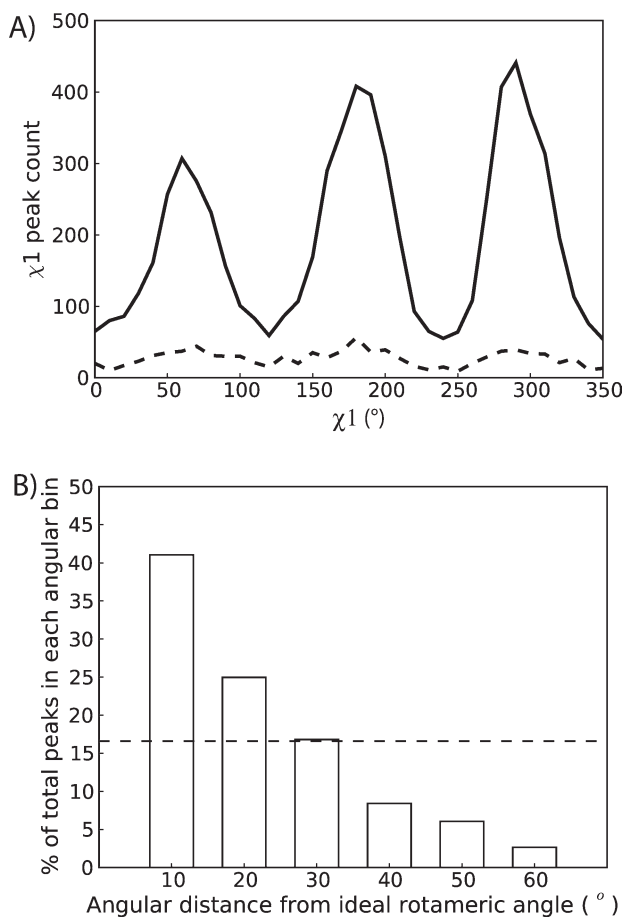 A)
χ1 peak count
500
400
300
200
100
0
0 50 100 150 200 250 300 350
χ1 (°)
B)
% of total peaks in each angular bin
50
45
40
35
30
25
20
15
10
5
0
10 20 30 40 50 60
Angular distance from ideal rotameric angle ( o )